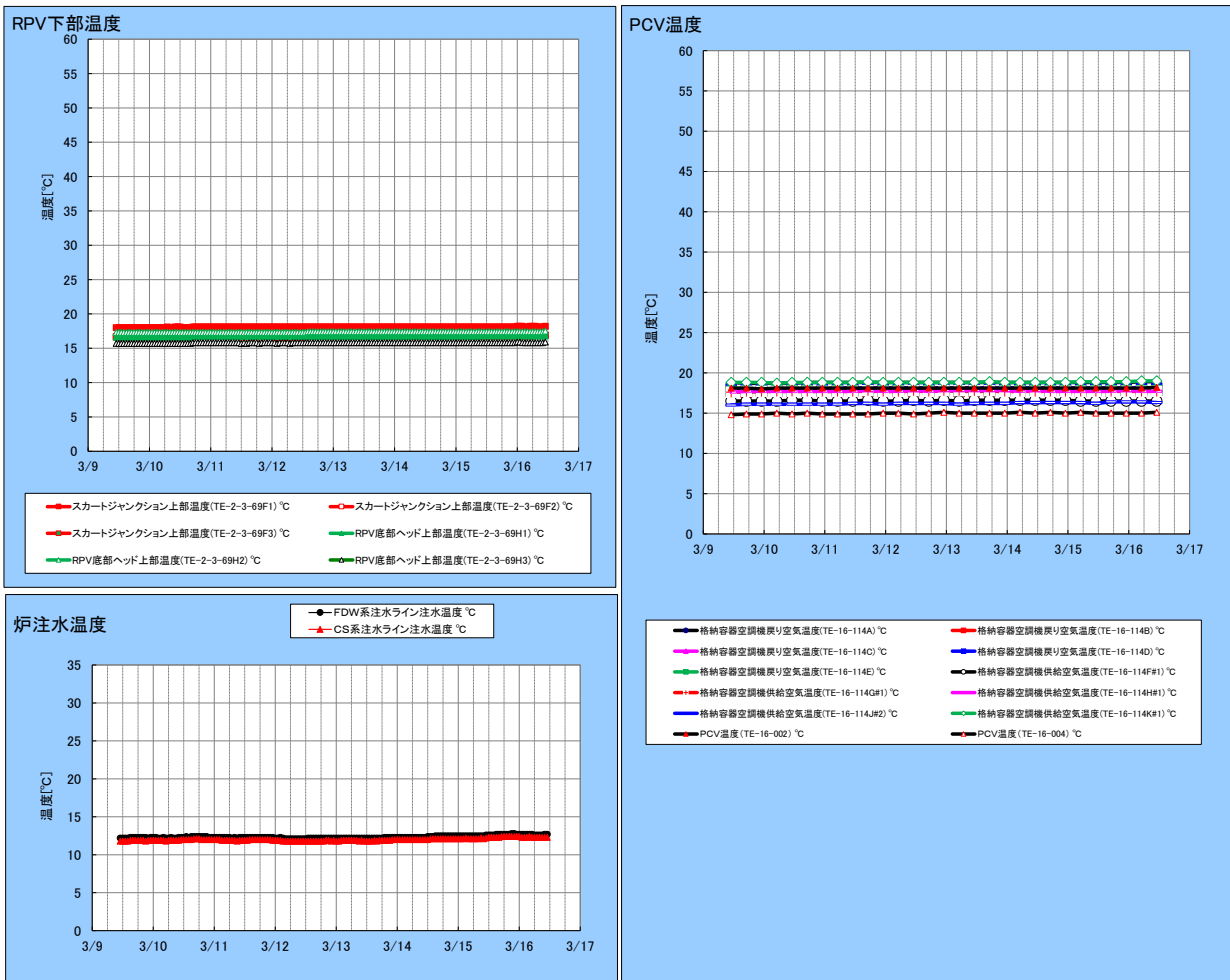 RPV下部温度
60
55
50
45
40
35
30
25
20
15
10
5
0
温度[℃]
3/9 3/10 3/11 3/12 3/13 3/14 3/15 3/16 3/17
スカートジャンクション上部温度(TE-2-3-69F1) ℃ スカートジャンクション上部温度(TE-2-3-69F2) ℃
スカートジャンクション上部温度(TE-2-3-69F3) ℃ RPV底部ヘッド上部温度(TE-2-3-69H1) ℃
RPV底部ヘッド上部温度(TE-2-3-69H2) ℃ RPV底部ヘッド上部温度(TE-2-3-69H3) ℃
炉注水温度
FDW系注水ライン注水温度 ℃
CS系注水ライン注水温度 ℃
35
30
25
20
15
10
5
0
温度[℃]
3/9 3/10 3/11 3/12 3/13 3/14 3/15 3/16 3/17
PCV温度
60
55
50
45
40
35
30
25
20
15
10
5
0
温度[℃]
3/9 3/10 3/11 3/12 3/13 3/14 3/15 3/16 3/17
格納容器空調機戻り空気温度(TE-16-114A) ℃ 格納容器空調機戻り空気温度(TE-16-114B) ℃
格納容器空調機戻り空気温度(TE-16-114C) ℃ 格納容器空調機戻り空気温度(TE-16-114D) ℃
格納容器空調機戻り空気温度(TE-16-114E) ℃ 格納容器空調機供給空気温度(TE-16-114F#1) ℃
格納容器空調機供給空気温度(TE-16-114G#1) ℃ 格納容器空調機供給空気温度(TE-16-114H#1) ℃
格納容器空調機供給空気温度(TE-16-114J#2) ℃ 格納容器空調機供給空気温度(TE-16-114K#1) ℃
PCV温度(TE-16-002) ℃ PCV温度(TE-16-004) ℃